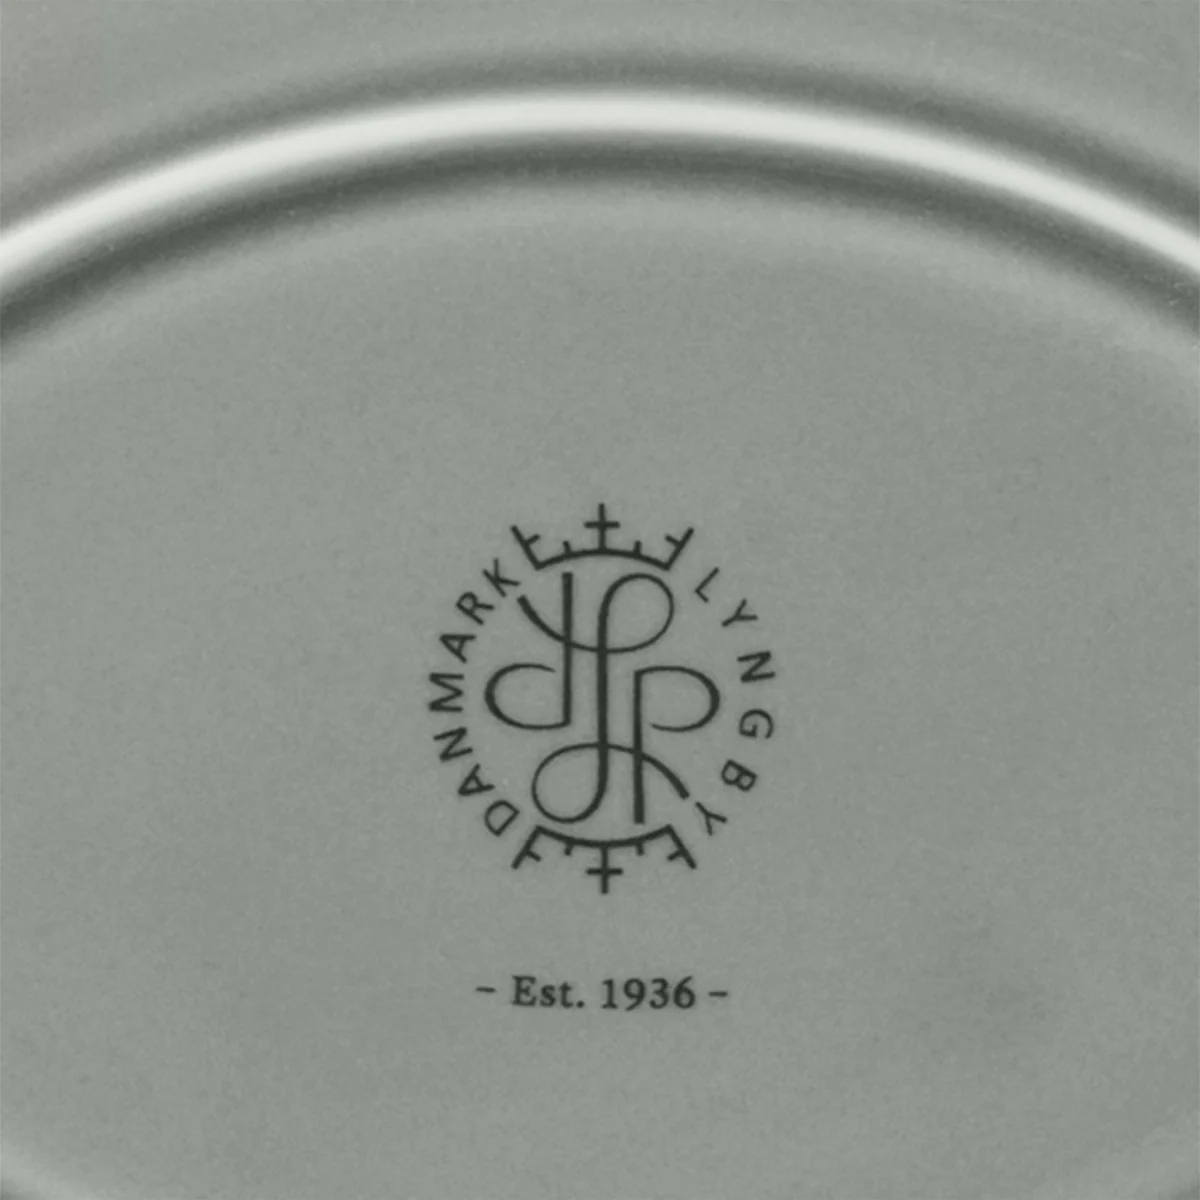 DANMARK
LYNGBY
- Est. 1936 -